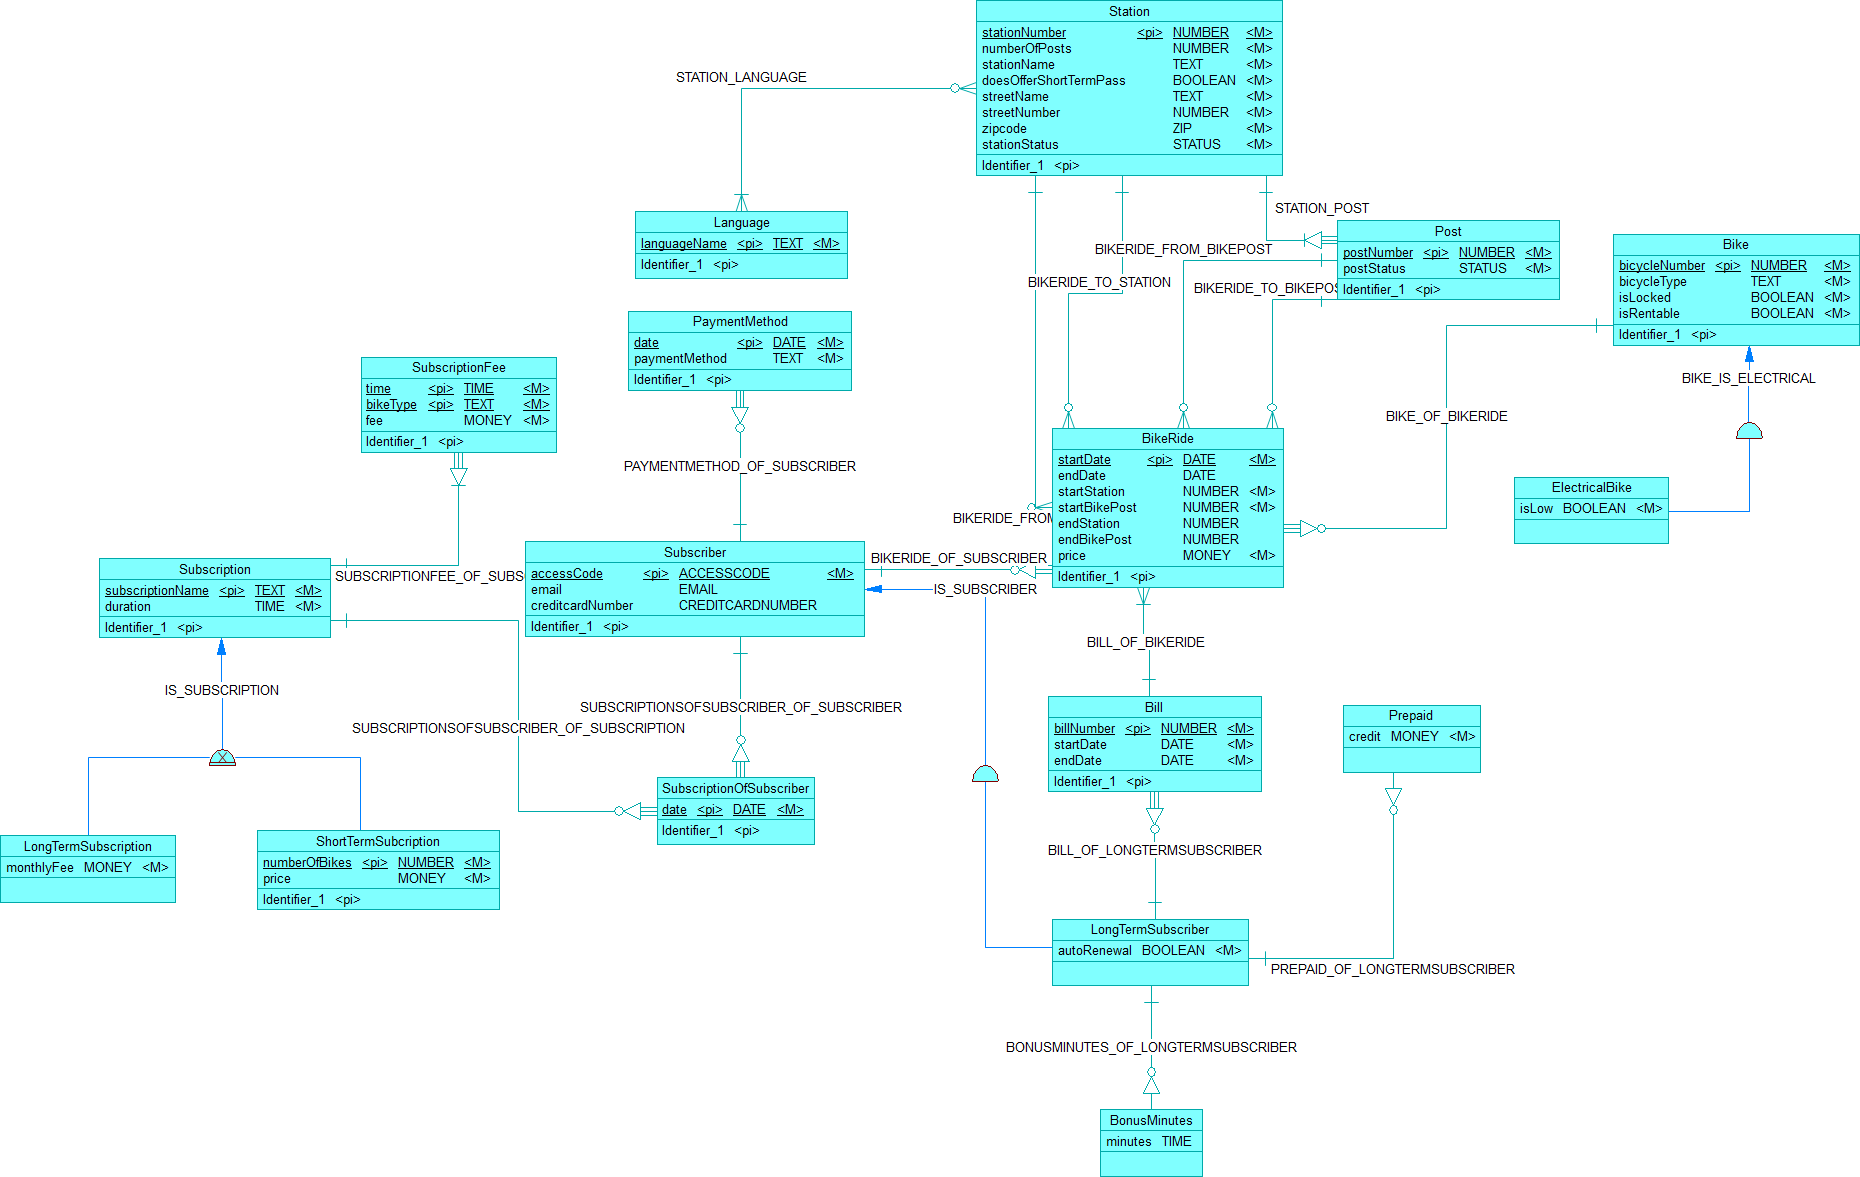 Station
stationNumber <pi> NUMBER <M>
numberOfPosts NUMBER <M>
stationName TEXT <M>
doesOfferShortTermPass BOOLEAN <M>
streetName TEXT <M>
streetNumber NUMBER <M>
zipcode ZIP <M>
stationStatus STATUS <M>
Identifier_1 <pi>
STATION_LANGUAGE
Language
languageName <pi> TEXT <M>
Identifier_1 <pi>
STATION_POST
Post
postNumber <pi> NUMBER <M>
postStatus STATUS <M>
Identifier_1 <pi>
BIKERIDE_FROM_BIKEPOST
BIKERIDE_TO_STATION
BIKERIDE_TO_BIKEPOS
Bike
bicycleNumber <pi> NUMBER <M>
bicycleType TEXT <M>
isLocked BOOLEAN <M>
isRentable BOOLEAN <M>
Identifier_1 <pi>
BIKE_IS_ELECTRICAL
BIKE_OF_BIKERIDE
ElectricalBike
isLow BOOLEAN <M>
PaymentMethod
date <pi> DATE <M>
paymentMethod TEXT <M>
Identifier_1 <pi>
PAYMENTMETHOD_OF_SUBSCRIBER
SubscriptionFee
time <pi> TIME <M>
bikeType <pi> TEXT <M>
fee MONEY <M>
Identifier_1 <pi>
SUBSCRIPTIONFEE_OF_SUBS
BikeRide
startDate <pi> DATE <M>
endDate DATE
startStation NUMBER <M>
startBikePost NUMBER <M>
endStation NUMBER
endBikePost NUMBER
price MONEY <M>
Identifier_1 <pi>
BIKERIDE_FROM
BIKERIDE_OF_SUBSCRIBER
IS_SUBSCRIBER
Subscriber
accessCode <pi> ACCESSCODE <M>
email EMAIL
creditcardNumber CREDITCARDNUMBER
Identifier_1 <pi>
Subscription
subscriptionName <pi> TEXT <M>
duration TIME <M>
Identifier_1 <pi>
IS_SUBSCRIPTION
X
SUBSCRIPTIONSOFSUBSCRIBER_OF_SUBSCRIBER
SUBSCRIPTIONSOFSUBSCRIBER_OF_SUBSCRIPTION
SubscriptionOfSubscriber
date <pi> DATE <M>
Identifier_1 <pi>
LongTermSubscription
monthlyFee MONEY <M>
ShortTermSubcription
numberOfBikes <pi> NUMBER <M>
price MONEY <M>
Identifier_1 <pi>
BILL_OF_BIKERIDE
Bill
billNumber <pi> NUMBER <M>
startDate DATE <M>
endDate DATE <M>
Identifier_1 <pi>
BILL_OF_LONGTERMSUBSCRIBER
Prepaid
credit MONEY <M>
LongTermSubscriber
autoRenewal BOOLEAN <M>
PREPAID_OF_LONGTERMSUBSCRIBER
BONUSMINUTES_OF_LONGTERMSUBSCRIBER
BonusMinutes
minutes TIME